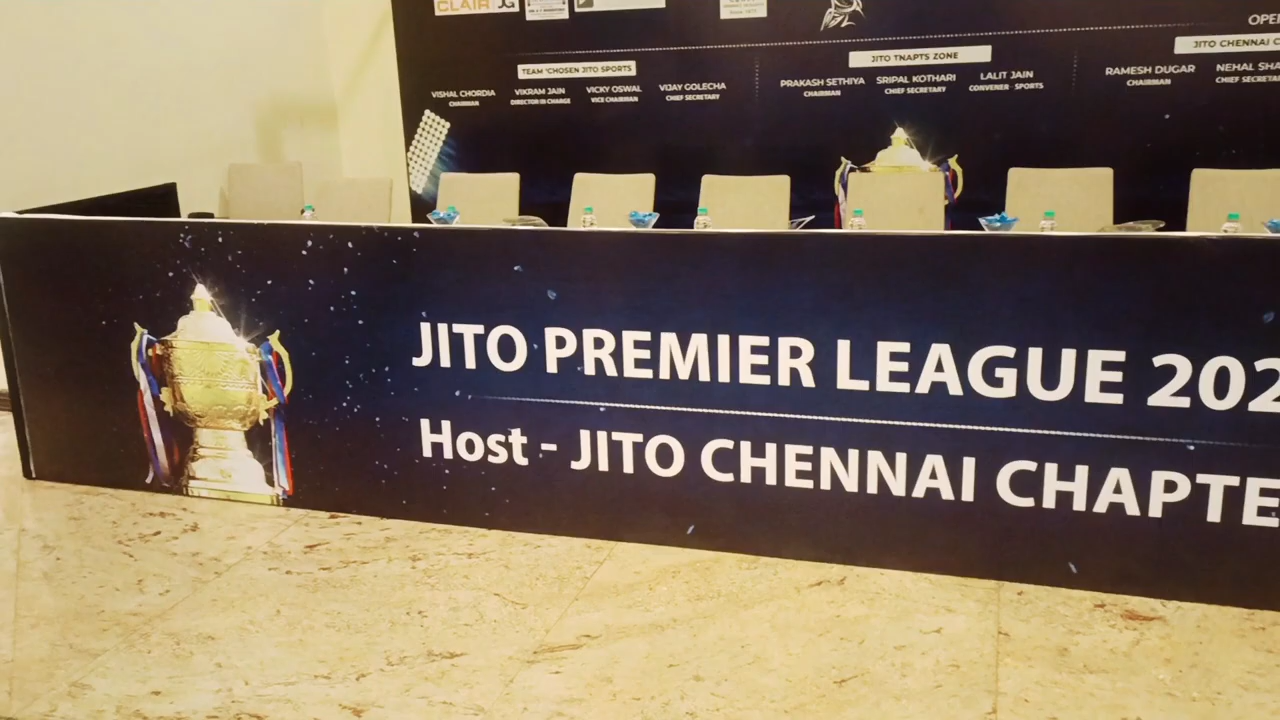 CLAIR
OPE
TEAM 'CHOSEN JITO SPORTS
VISHAL CHORDIA
CHAIRMAN
VIKRAM JAIN
DIRECTOR IN CHARGE
VICKY OSWAL
VICE CHAIRMAN
VIJAY GOLECHA
CHIEF SECRETARY
JITO TNAPTS ZONE
PRAKASH SETHIYA
CHAIRMAN
SRIPAL KOTHARI
CHIEF SECRETARY
LALIT JAIN
CONVENER - SPORTS
JITO CHENNAI C
RAMESH DUGAR
CHAIRMAN
NEHAL SHA
CHIEF SECRETA
JITO PREMIER LEAGUE 202
Host - JITO CHENNAI CHAPTE